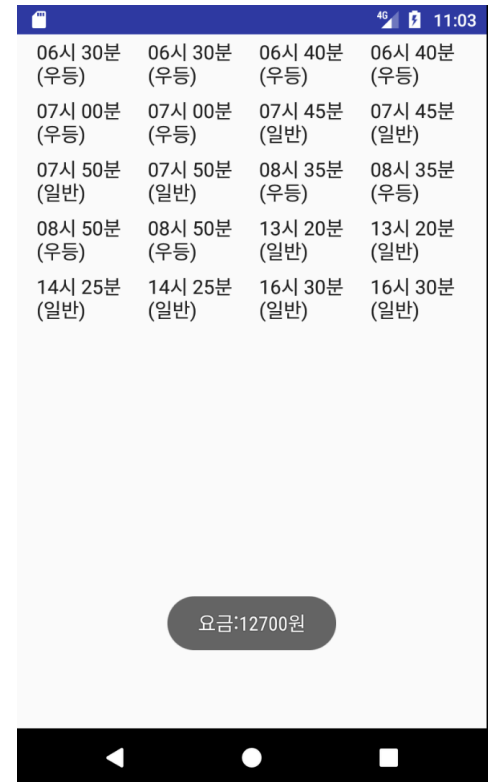 4G 11:03
06시 30분 06시 30분 06시 40분 06시 40분
(우등) (우등) (우등) (우등)
07시 00분 07시 00분 07시 45분 07시 45분
(우등) (우등) (일반) (일반)
07시 50분 07시 50분 08시 35분 08시 35분
(일반) (일반) (우등) (우등)
08시 50분 08시 50분 13시 20분 13시 20분
(우등) (우등) (일반) (일반)
14시 25분 14시 25분 16시 30분 16시 30분
(일반) (일반) (일반) (일반)
요금:12700원